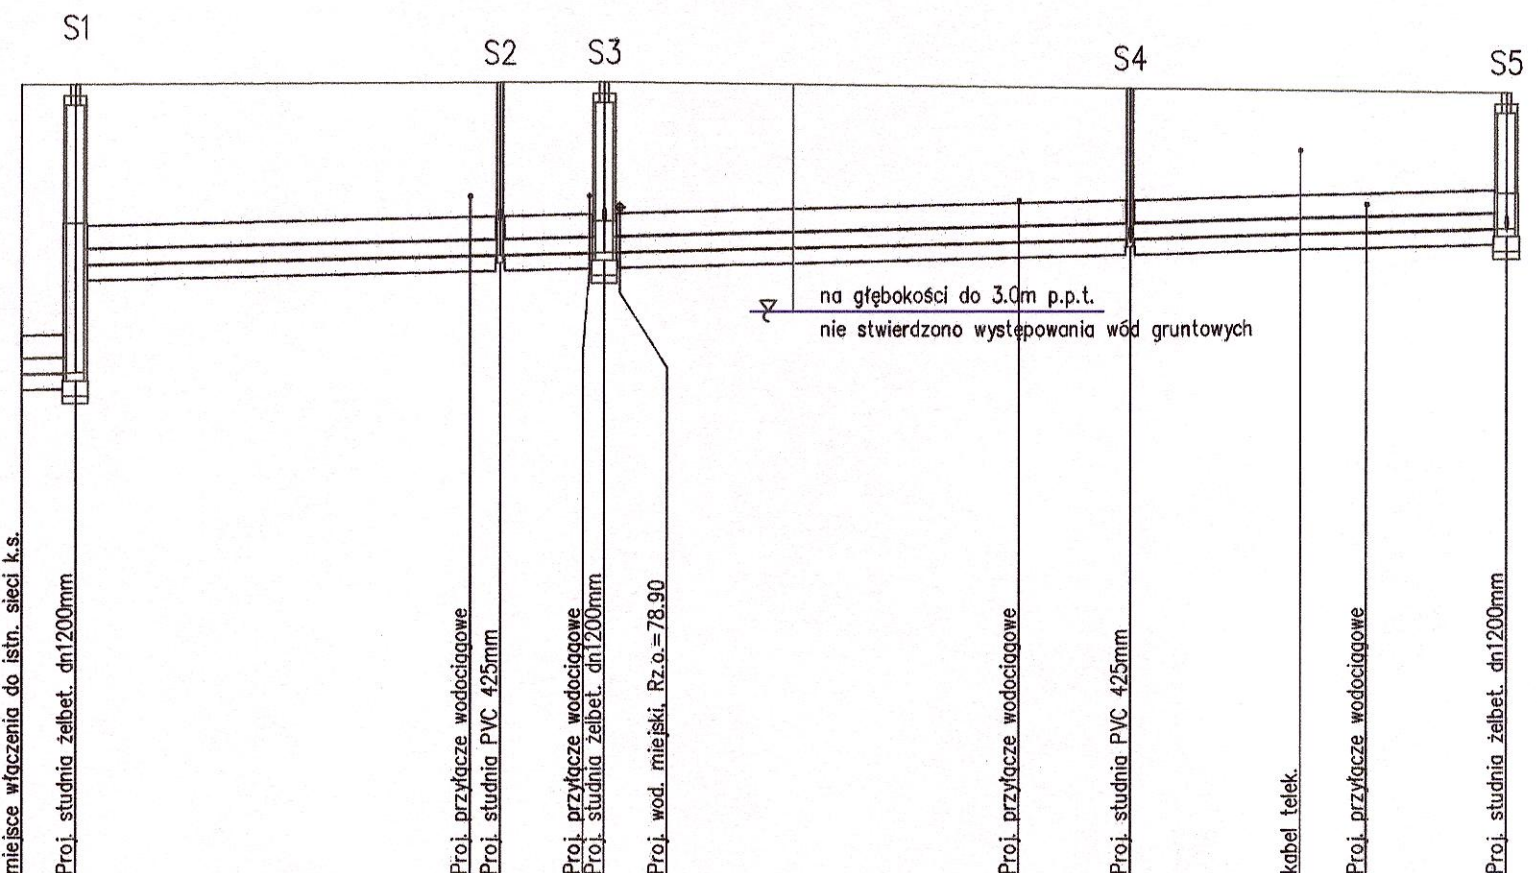 S1
S2
S3
S4
S5
na głębokości do 3.0m p.p.t.
nie stwierdzono występowania wód gruntowych
miejsce włączenia do istn. sieci k.s.
Proj. studnia żelbet. dn1200mm
Proj. przyłącze wodociągowe
Proj. studnia PVC 425mm
Proj. przyłącze wodociągowe
Proj. studnia żelbet. dn1200mm
Proj. wod. miejski, Rz.o.=78.90
Proj. przyłącze wodociągowe
Proj. studnia PVC 425mm
kabel telek.
Proj. przyłącze wodociągowe
Proj. studnia żelbet. dn1200mm